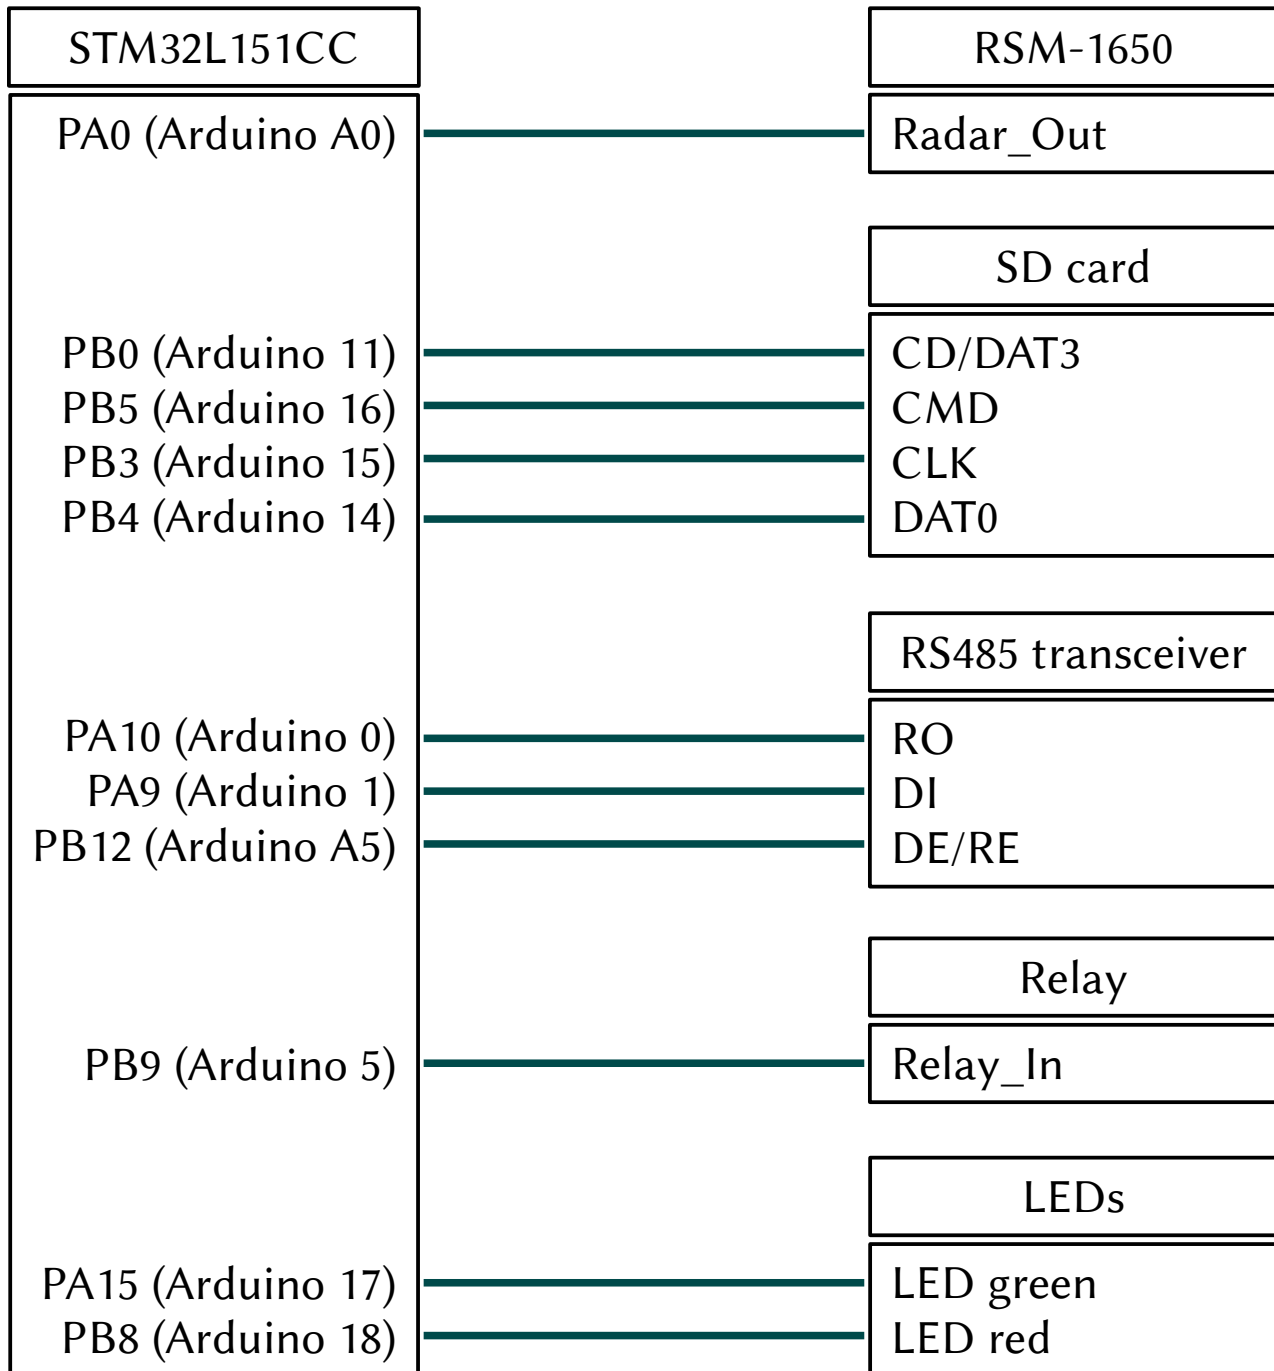 STM32L151CC
RSM-1650
PA0 (Arduino A0)
Radar_Out
SD card
PB0 (Arduino 11)
CD/DAT3
PB5 (Arduino 16)
CMD
PB3 (Arduino 15)
CLK
PB4 (Arduino 14)
DAT0
RS485 transceiver
PA10 (Arduino 0)
RO
PA9 (Arduino 1)
DI
PB12 (Arduino A5)
DE/RE
Relay
PB9 (Arduino 5)
Relay_In
LEDs
PA15 (Arduino 17)
LED green
PB8 (Arduino 18)
LED red